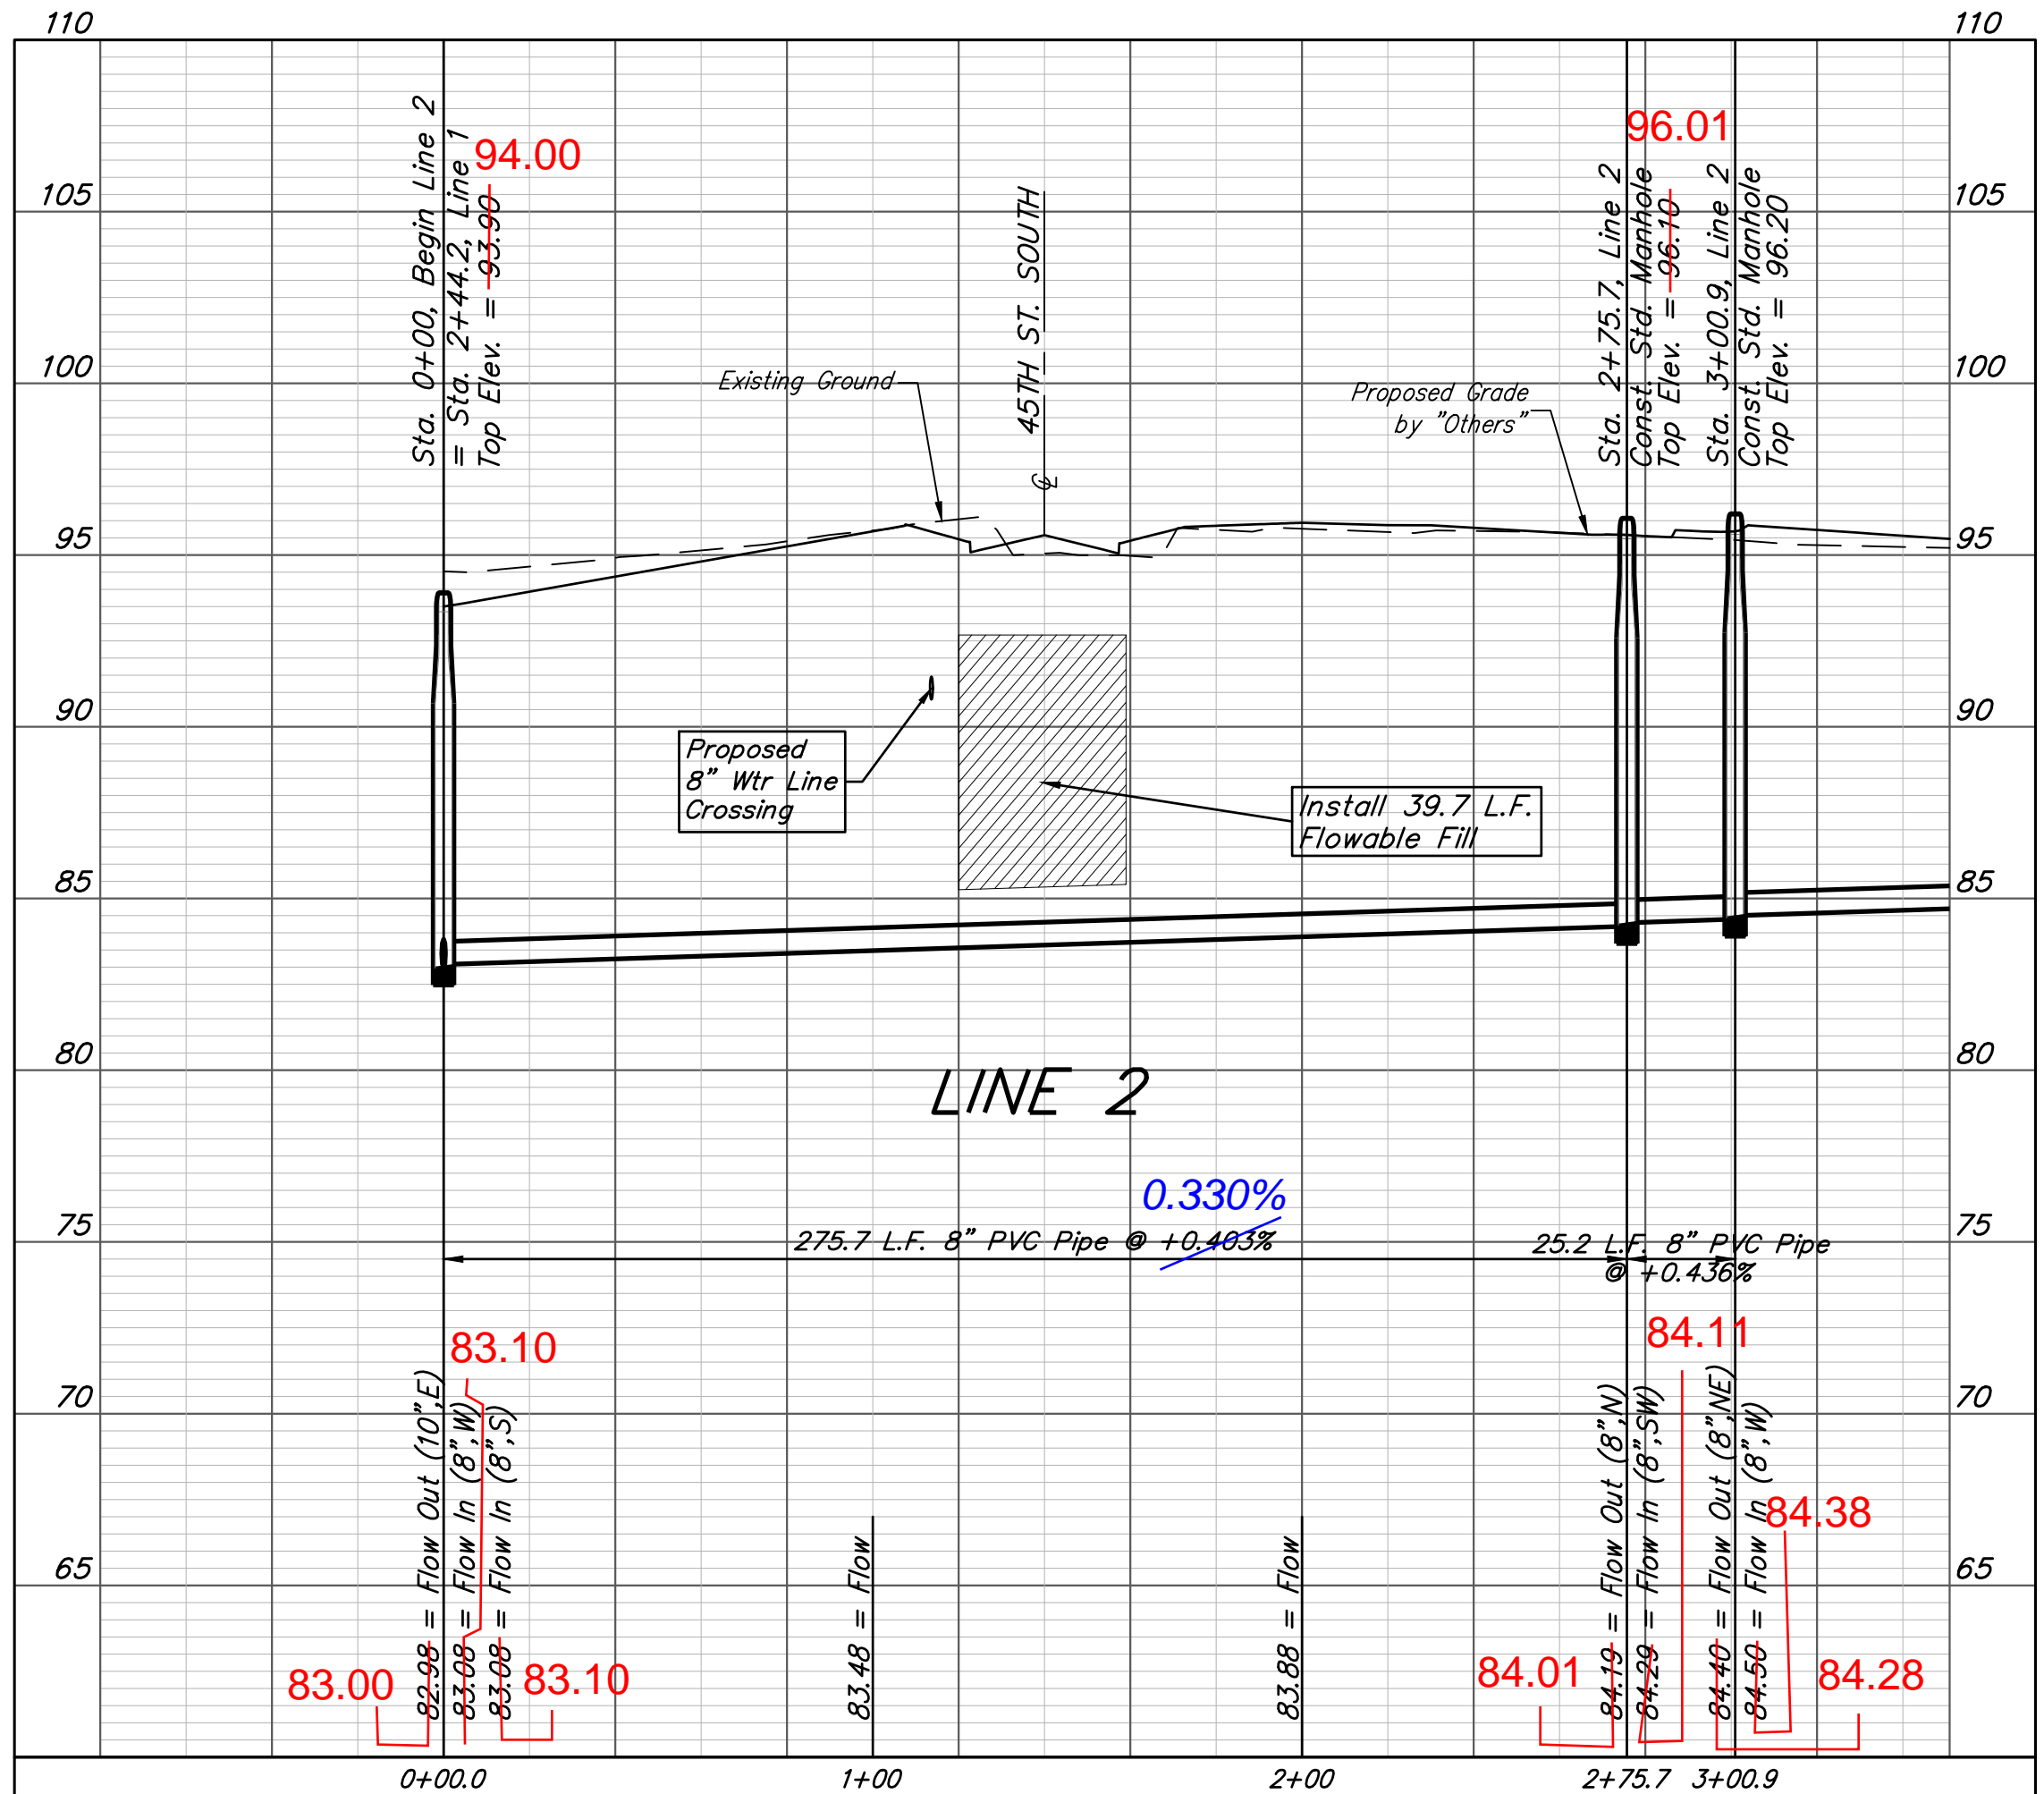 110
110
105
105
100
100
95
95
90
90
85
85
80
80
75
75
70
70
65
65
Sta. 0+00, Begin Line 2
= Sta. 2+44.2, Line 1
Top Elev. = 93.90
94.00
45TH ST. SOUTH
℄
Existing Ground
Proposed Grade
by "Others"
96.01
Sta. 2+75.7, Line 2
Const. Std. Manhole
Top Elev. = 96.10
Sta. 3+00.9, Line 2
Const. Std. Manhole
Top Elev. = 96.20
Proposed
8" Wtr Line
Crossing
Install 39.7 L.F.
Flowable Fill
LINE 2
0.330%
275.7 L.F. 8" PVC Pipe @ +0.403%
25.2 L.F. 8" PVC Pipe
@ +0.436%
83.10
84.11
82.98 = Flow Out (10",E)
83.08 = Flow In (8",W)
83.08 = Flow In (8",S)
83.00
83.10
83.48 = Flow
83.88 = Flow
84.19 = Flow Out (8",N)
84.29 = Flow In (8",SW)
84.40 = Flow Out (8",NE)
84.50 = Flow In (8",W)
84.38
84.01
84.28
0+00.0
1+00
2+00
2+75.7
3+00.9